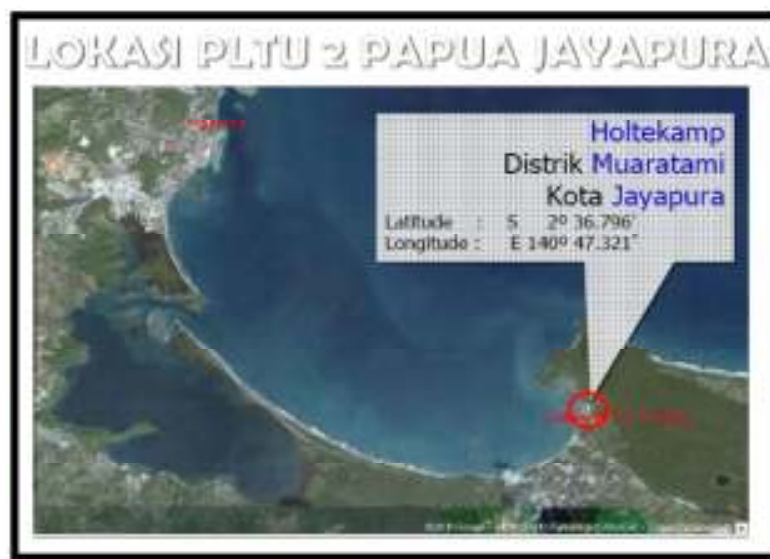 LOKASI PLTU 2 PAPUA JAYAPURA
Holtekamp
Distrik Muaratami
Kota Jayapura
Latitude : S 2º 36.796'
Longitude : E 140º 47.321"